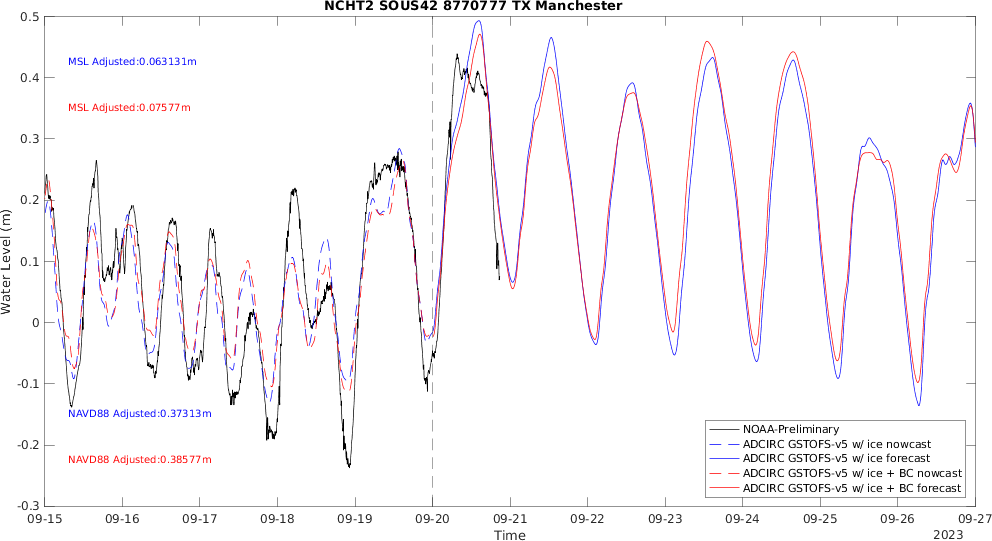 NCHT2 SOUS42 8770777 TX Manchester
0.5
0.4
0.3
0.2
0.1
0
-0.1
-0.2
-0.3
Water Level (m)
MSL Adjusted:0.063131m
MSL Adjusted:0.07577m
NAVD88 Adjusted:0.37313m
NAVD88 Adjusted:0.38577m
NOAA-Preliminary
ADCIRC GSTOFS-v5 w/ ice nowcast
ADCIRC GSTOFS-v5 w/ ice forecast
ADCIRC GSTOFS-v5 w/ ice + BC nowcast
ADCIRC GSTOFS-v5 w/ ice + BC forecast
09-15 09-16 09-17 09-18 09-19 09-20 09-21 09-22 09-23 09-24 09-25 09-26 09-27
Time
2023